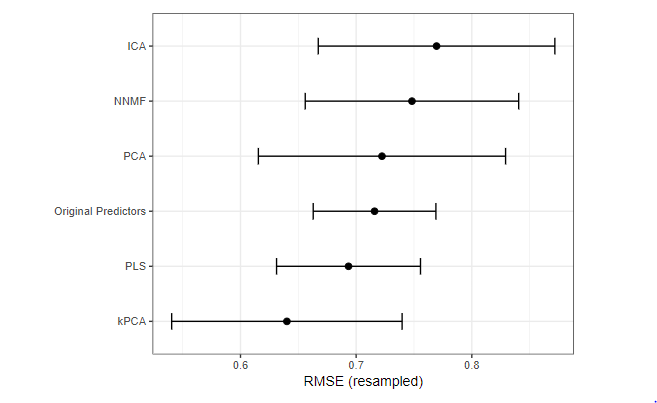 ICA
NNMF
PCA
Original Predictors
PLS
kPCA
0.6 0.7 0.8
RMSE (resampled)
.